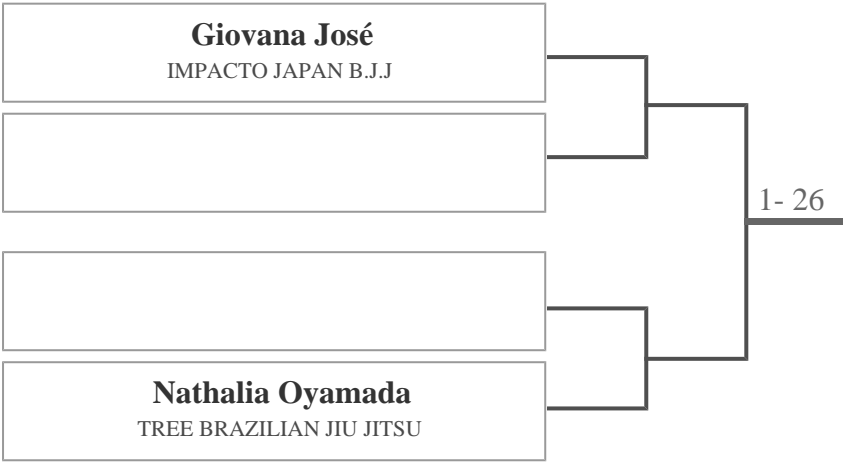 Giovana José
IMPACTO JAPAN B.J.J
1- 26
Nathalia Oyamada
TREE BRAZILIAN JIU JITSU